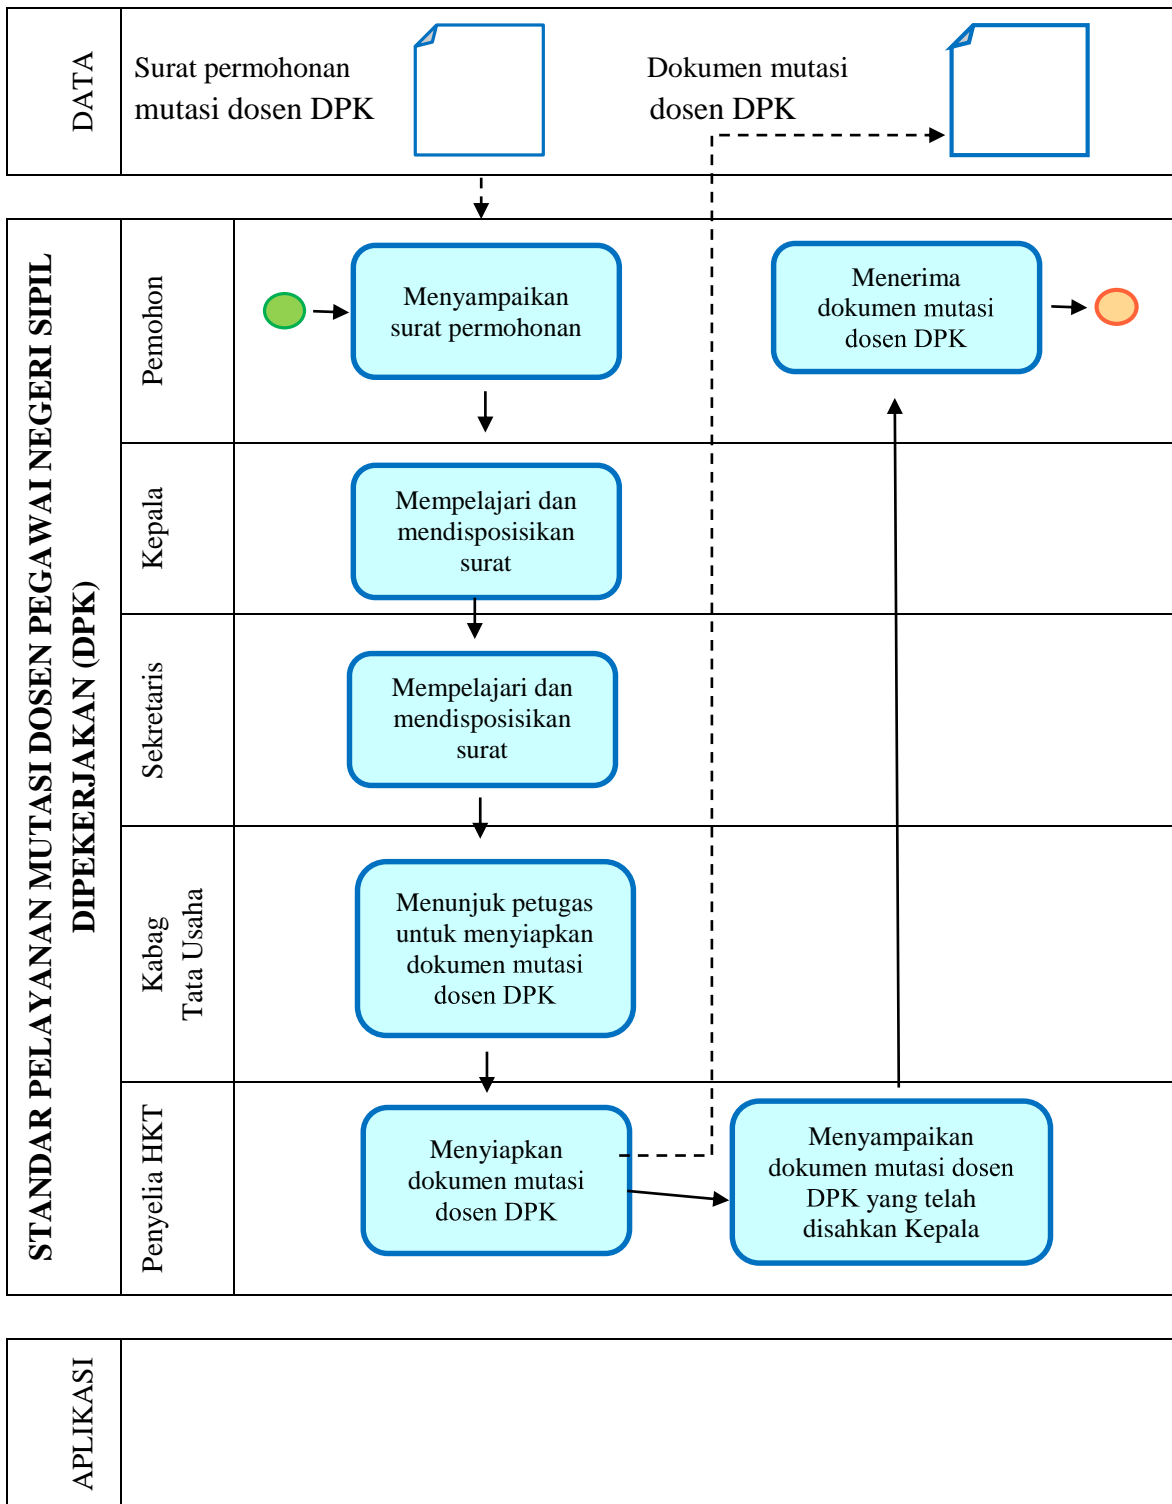 DATA
Surat permohonan
mutasi dosen DPK
Dokumen mutasi
dosen DPK
STANDAR PELAYANAN MUTASI DOSEN PEGAWAI NEGERI SIPIL
DIPEKERJAKAN (DPK)
Pemohon
Menyampaikan
surat permohonan
Menerima
dokumen mutasi
dosen DPK
Kepala
Mempelajari dan
mendisposisikan
surat
Sekretaris
Mempelajari dan
mendisposisikan
surat
Kabag
Tata Usaha
Menunjuk petugas
untuk menyiapkan
dokumen mutasi
dosen DPK
Penyelia HKT
Menyiapkan
dokumen mutasi
dosen DPK
Menyampaikan
dokumen mutasi dosen
DPK yang telah
disahkan Kepala
APLIKASI